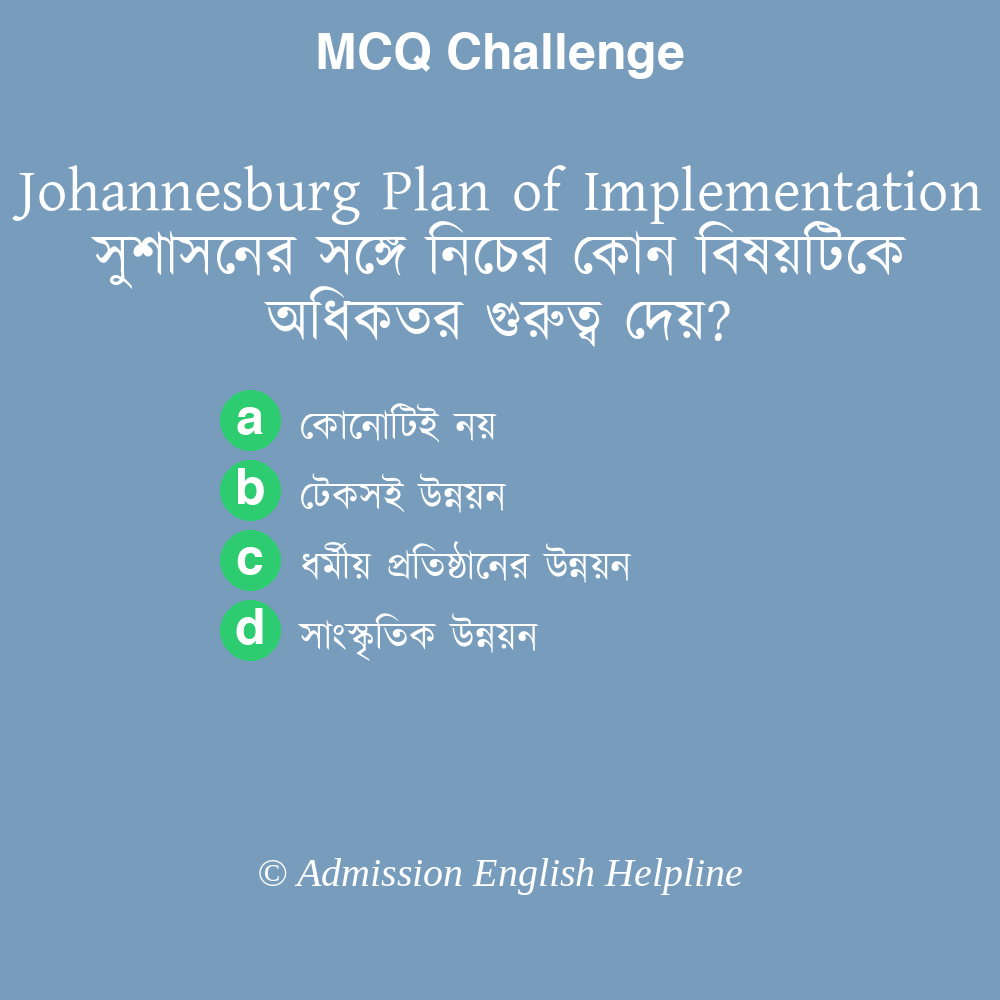 MCQ Challenge
Johannesburg Plan of Implementation
সুশাসনের সঙ্গে নিচের কোন বিষয়টিকে
অধিকতর গুরুত্ব দেয়?
a কোনোটিই নয়
b টেকসই উন্নয়ন
c ধর্মীয় প্রতিষ্ঠানের উন্নয়ন
d সাংস্কৃতিক উন্নয়ন
© Admission English Helpline